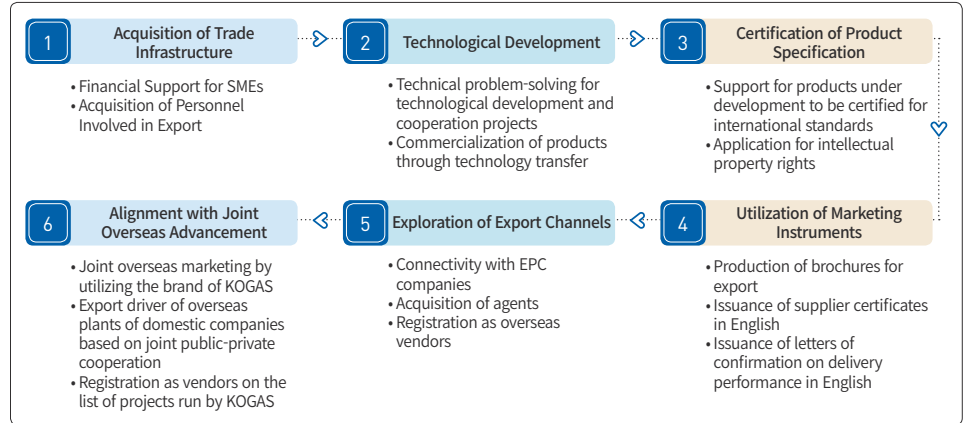 1
Acquisition of Trade
Infrastructure
• Financial Support for SMEs
• Acquisition of Personnel
Involved in Export
2
Technological Development
• Technical problem-solving for
technological development and
cooperation projects
• Commercialization of products
through technology transfer
3
Certification of Product
Specification
• Support for products under
development to be certified for
international standards
• Application for intellectual
property rights
4
Utilization of Marketing
Instruments
• Production of brochures for
export
• Issuance of supplier certificates
in English
• Issuance of letters of
confirmation on delivery
performance in English
5
Exploration of Export Channels
• Connectivity with EPC
companies
• Acquisition of agents
• Registration as overseas
vendors
6
Alignment with Joint
Overseas Advancement
• Joint overseas marketing by
utilizing the brand of KOGAS
• Export driver of overseas
plants of domestic companies
based on joint public-private
cooperation
• Registration as vendors on the
list of projects run by KOGAS